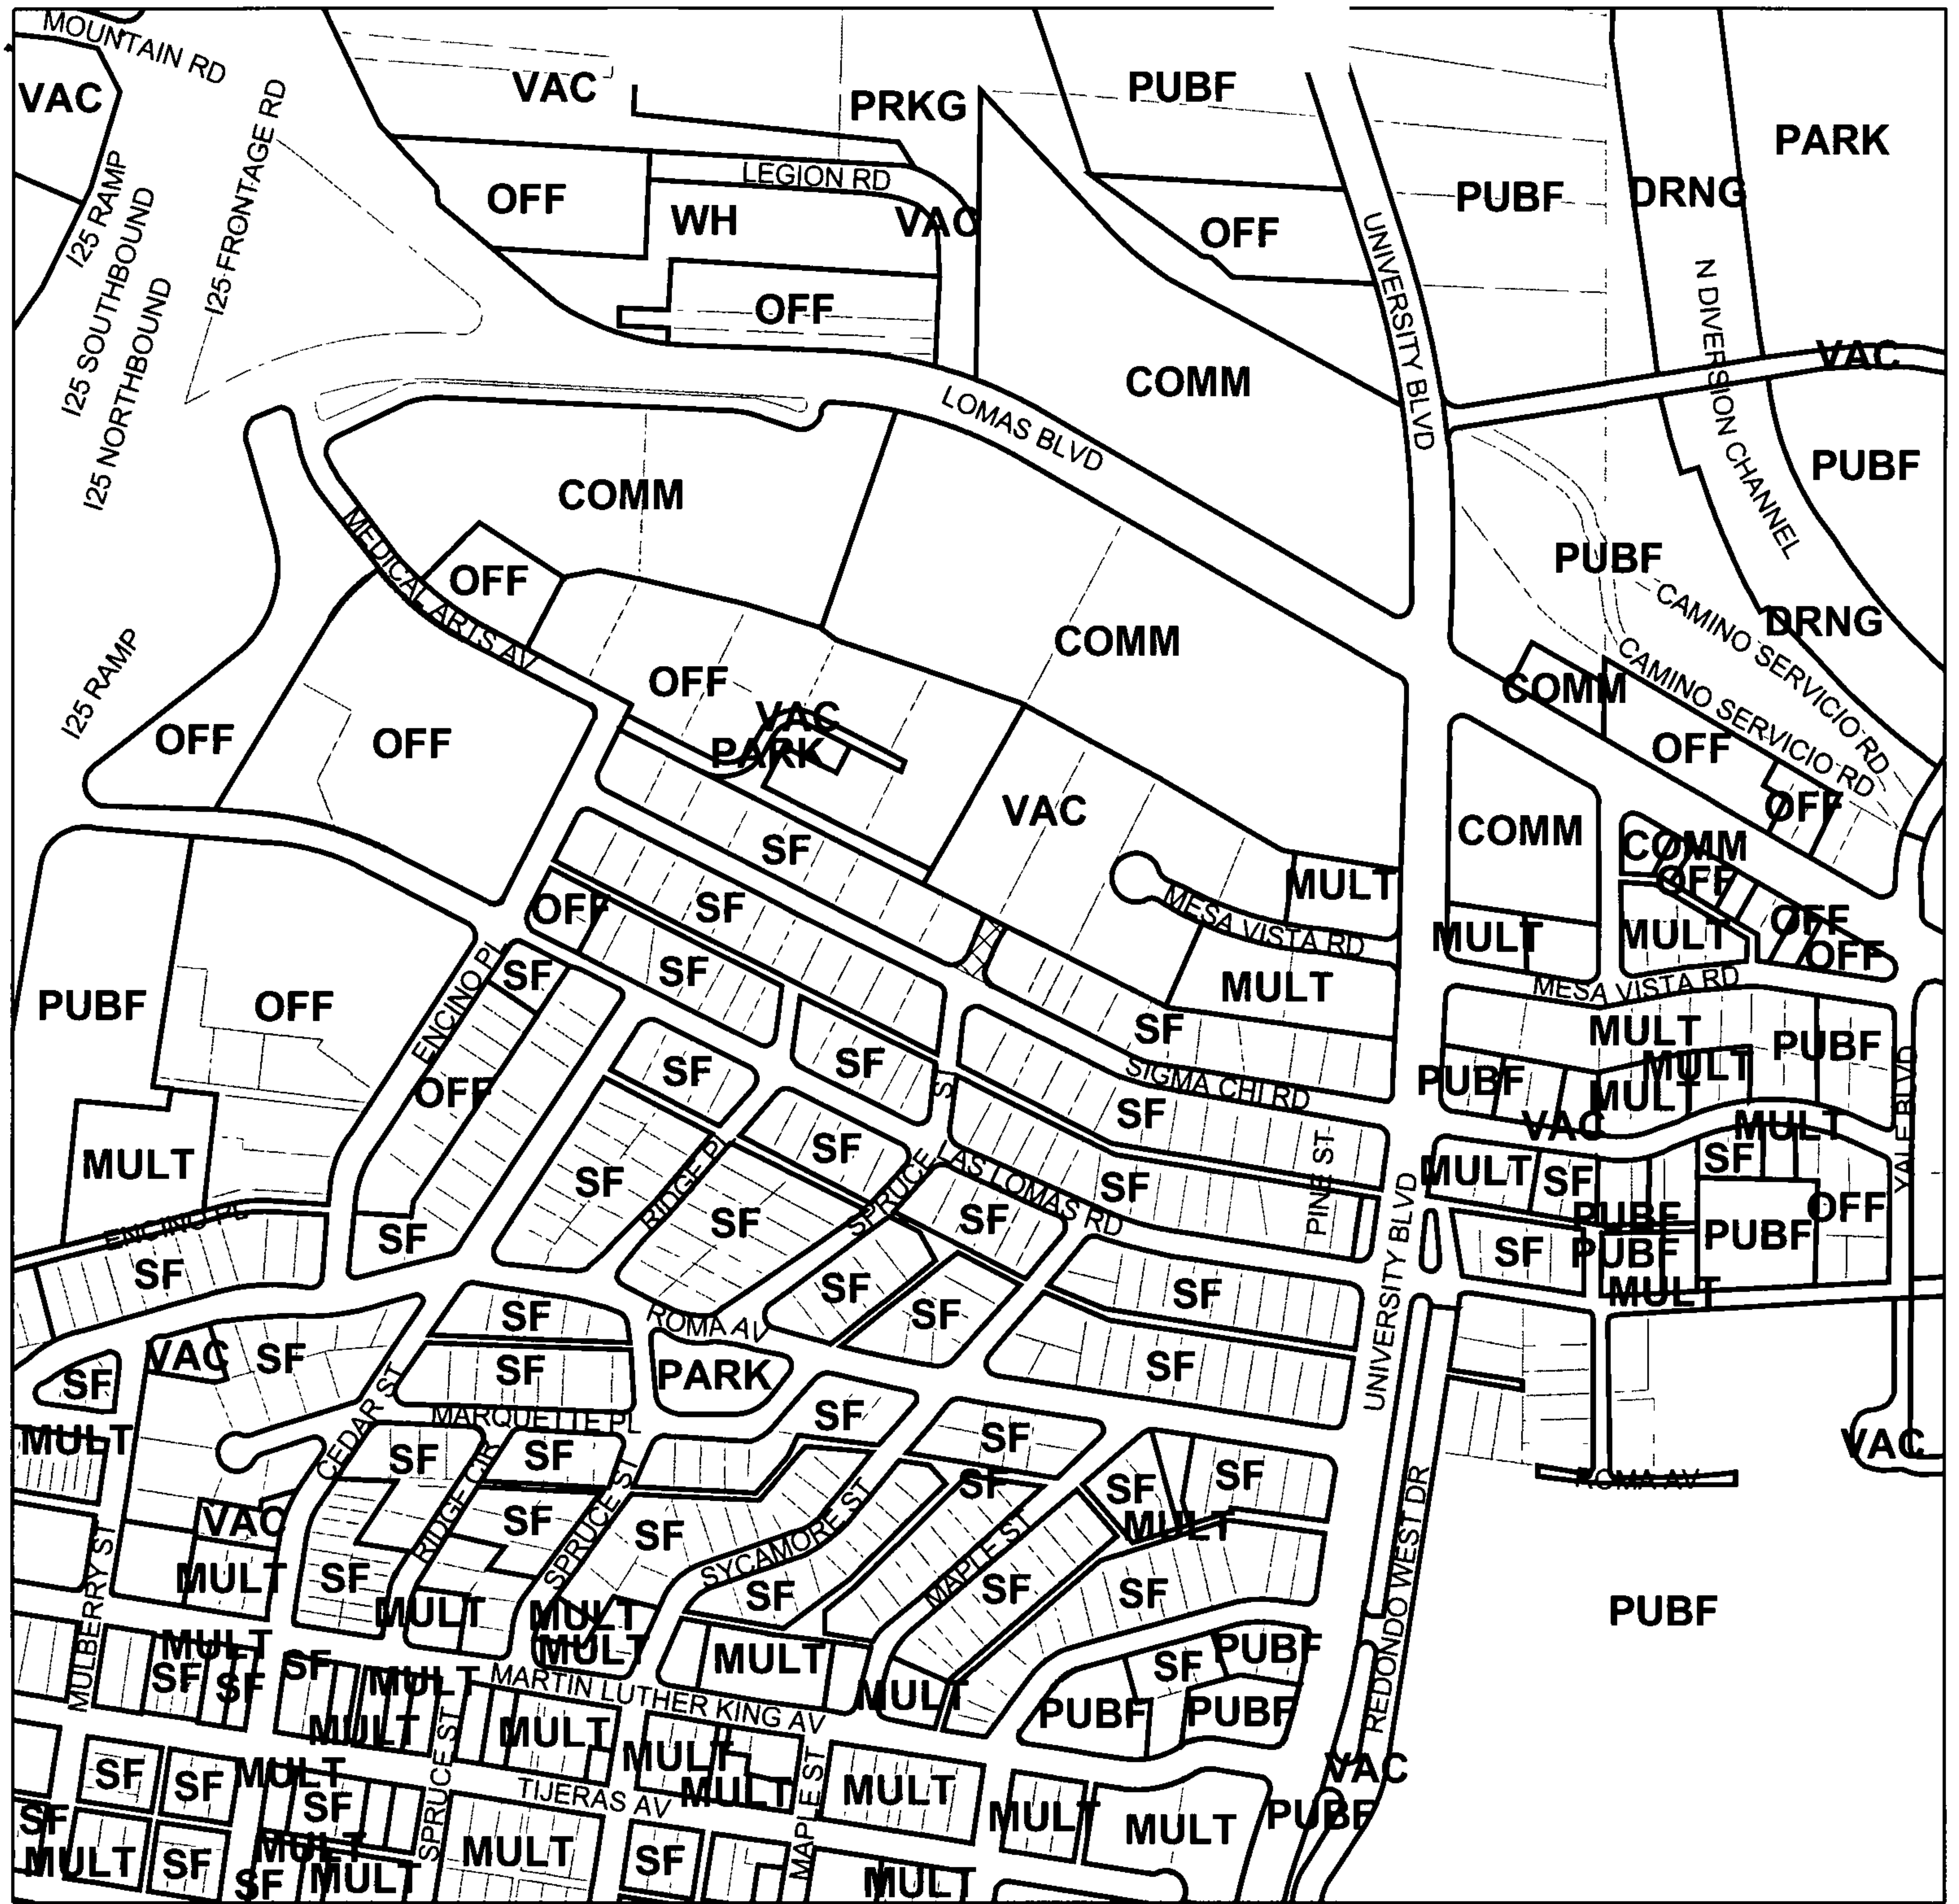 MOUNTAIN RD
VAC
VAC
PRKG
PUBF
PARK
I25 FRONTAGE RD
LEGION RD
OFF
WH
VAC
OFF
PUBF
DRNG
I25 RAMP
I25 SOUTHBOUND
I25 NORTHBOUND
OFF
UNIVERSITY BLVD
N DIVERSION CHANNEL
VAC
COMM
LOMAS BLVD
COMM
PUBF
MEDICAL ARTS AV
OFF
PUBF
CAMINO SERVICIO RD
DRNG
COMM
CAMINO SERVICIO RD
I25 RAMP
OFF
COMM
OFF
OFF
VAC
PARK
OFF
VAC
OFF
COMM
COMM
SF
OFF
MULT
OFF
SF
MESA VISTA RD
MULT
MULT
OFF
OFF
ENCINO PL
SF
SF
MULT
MESA VISTA RD
PUBF
OFF
SF
MULT
PUBF
SF
SF
SIGMA CHI RD
PUBF
MULT
MULT
OFF
ST
SF
VAC
MULT
YALE BLVD
MULT
SF
SF
RIDGE PL
SPRUCE
LAS LOMAS RD
SF
PINE ST
UNIVERSITY BLVD
MULT
SF
SF
PUBF
OFF
ENCINO PL
SF
SF
SF
SF
PUBF
PUBF
SF
SF
SF
SF
SF
MULT
ROMA AV
VAC
SF
SF
PARK
SF
SF
CEDAR ST
MARQUETTE PL
SF
SF
VAC
MULT
SF
SF
RIDGE CIR
SPRUCE ST
SF
SF
SF
ROMA AV
VAC
SF
SF
SYCAMORE ST
MAPLE ST
MULT
REDONDO WEST DR
MULBERRY ST
MULT
SF
SF
SF
SF
MULT
MULT
MULT
PUBF
MULT
SF
SF
SF
MULT
MULT
MARTIN LUTHER KING AV
MULT
MULT
SF
PUBF
PUBF
PUBF
MULT
MULT
SPRUCE ST
MULT
MULT
MAPLE ST
VAC
SF
SF
MULT
SF
TIJERAS AV
MULT
MULT
MULT
PUBF
SF
MULT
SF
MULT
SF
MULT
MULT
SF
MULT